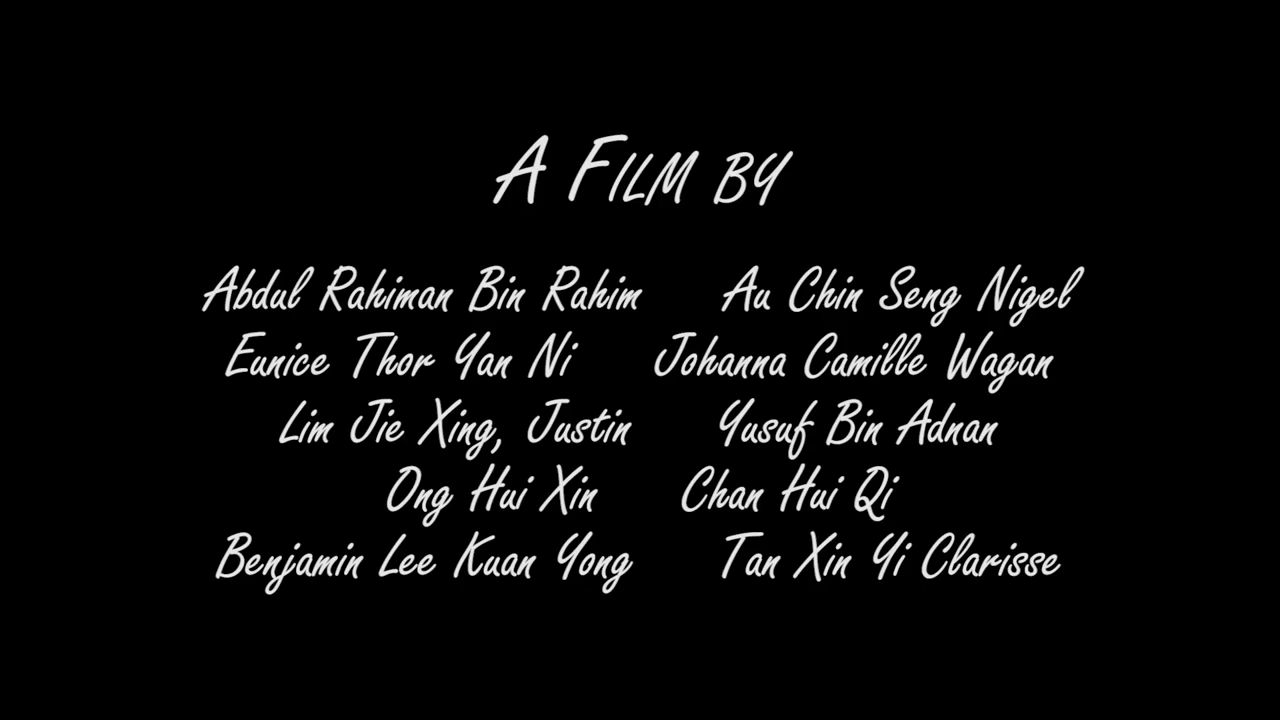 A FILM BY
Abdul Rahiman Bin Rahim Au Chin Seng Nigel
Eunice Thor Yan Ni Johanna Camille Wagan
Lim Jie Xing, Justin Yusuf Bin Adnan
Ong Hui Xin Chan Hui Qi
Benjamin Lee Kuan Yong Tan Xin Yi Clarisse